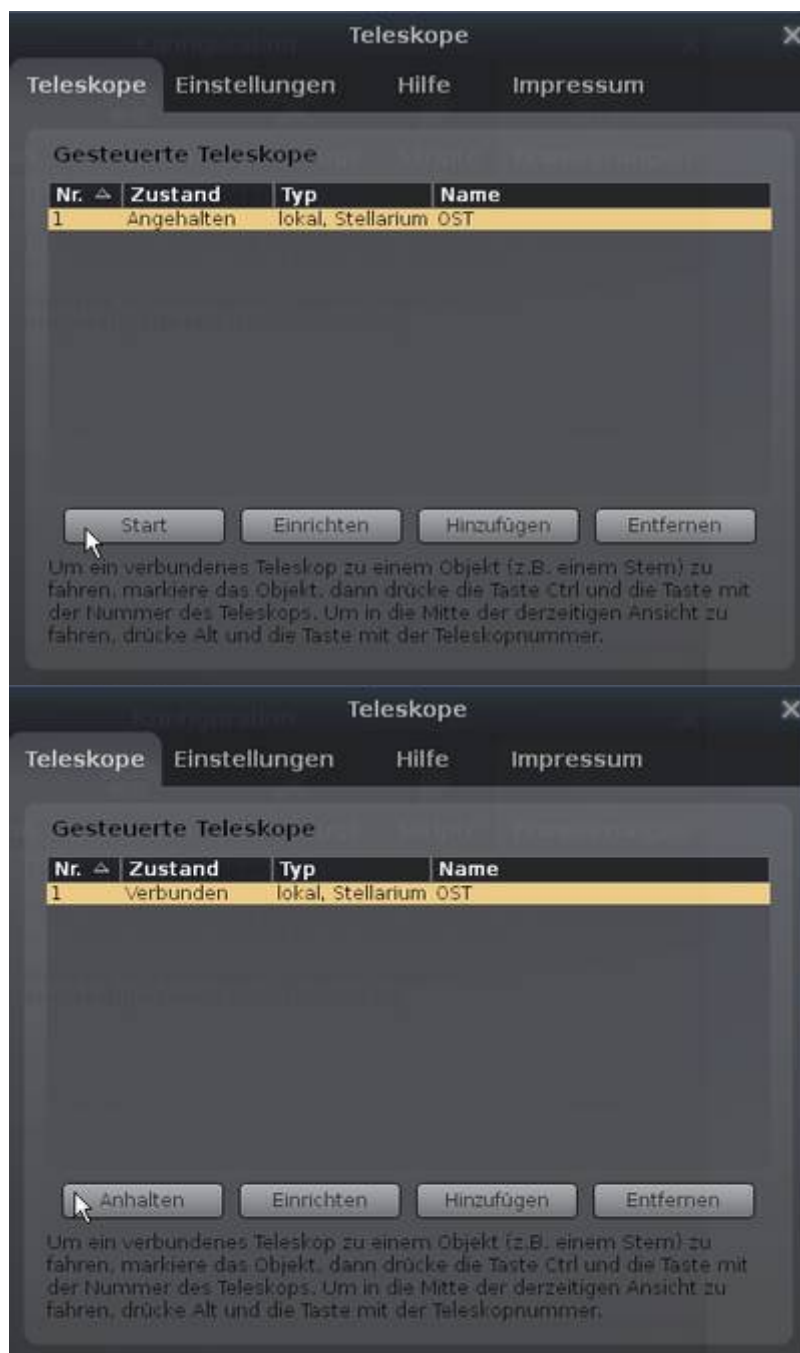 Teleskope
Teleskope Einstellungen Hilfe Impressum
Gesteuerte Teleskope
Nr. Zustand Typ Name
1 Angehalten lokal, Stellarium OST
Start Einrichten Hinzufügen Entfernen
Um ein verbundenes Teleskop zu einem Objekt (z.B. einem Stern) zu
fahren, markiere das Objekt, dann drücke die Taste Ctrl und die Taste mit
der Nummer des Teleskops. Um in die Mitte der derzeitigen Ansicht zu
fahren, drücke Alt und die Taste mit der Teleskopnummer.
Teleskope
Teleskope Einstellungen Hilfe Impressum
Gesteuerte Teleskope
Nr. Zustand Typ Name
1 Verbunden lokal, Stellarium OST
Anhalten Einrichten Hinzufügen Entfernen
Um ein verbundenes Teleskop zu einem Objekt (z.B. einem Stern) zu
fahren, markiere das Objekt, dann drücke die Taste Ctrl und die Taste mit
der Nummer des Teleskops. Um in die Mitte der derzeitigen Ansicht zu
fahren, drücke Alt und die Taste mit der Teleskopnummer.